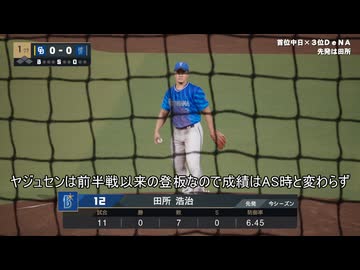 首位中日×3位DeNA
先発は田所
1
0-0
ヤジュセンは前半戦以来の登板なので成績はAS時と変わらず
12 田所 浩治 先発 今シーズン
試合 勝 敗 S 防御率
11 0 7 0 6.45